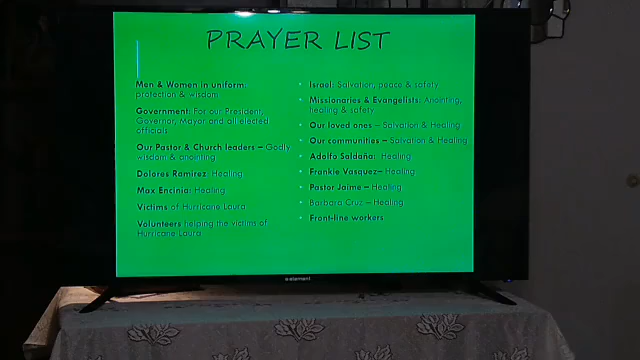 PRAYER LIST
Men & Women in uniform:
protection & wisdom
Government: For our President,
Governor, Mayor and all elected
officials
Our Pastor & Church leaders – Godly
wisdom & anointing
Dolores Ramirez: Healing
Max Encinia: Healing
Victims of Hurricane Laura
Volunteers helping the victims of
Hurricane Laura
• Israel: Salvation, peace & safety
• Missionaries & Evangelists: Anointing,
healing & safety
• Our loved ones – Salvation & Healing
• Our communities – Salvation & Healing
• Adolfo Saldaña: Healing
• Frankie Vasquez– Healing
• Pastor Jaime – Healing
• Barbara Cruz – Healing
• Front-line workers
element